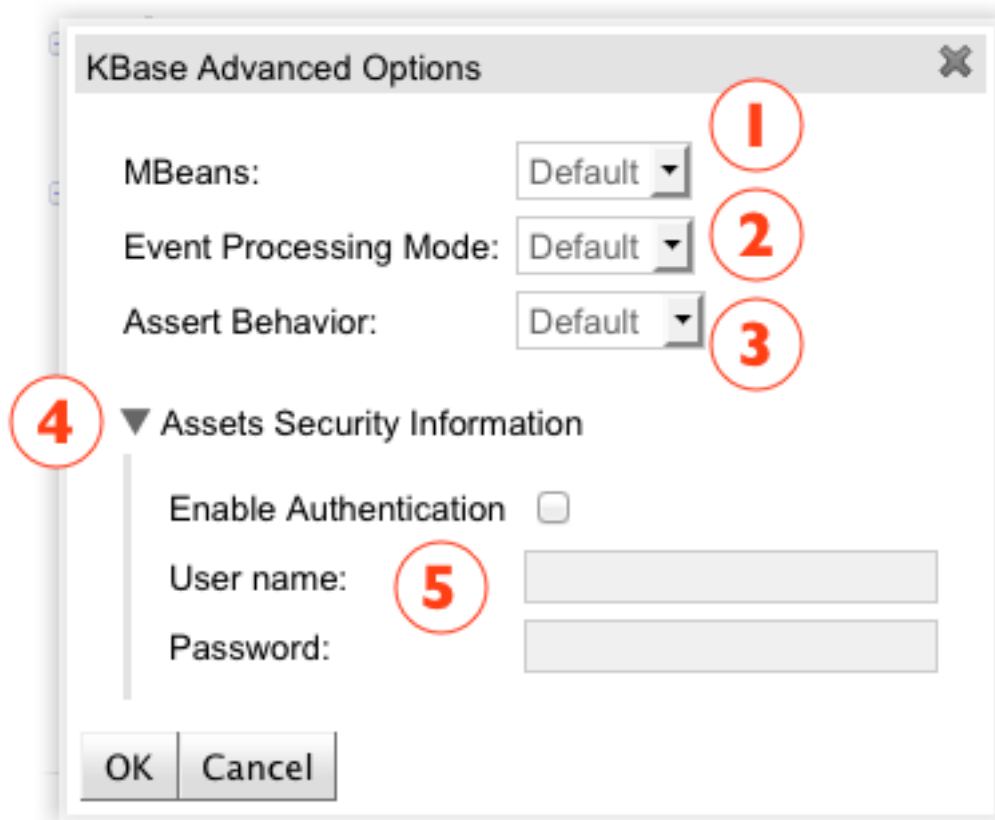 KBase Advanced Options
1
MBeans: Default
2
Event Processing Mode: Default
Assert Behavior: Default
3
4
Assets Security Information
Enable Authentication
User name:
5
Password:
OK Cancel